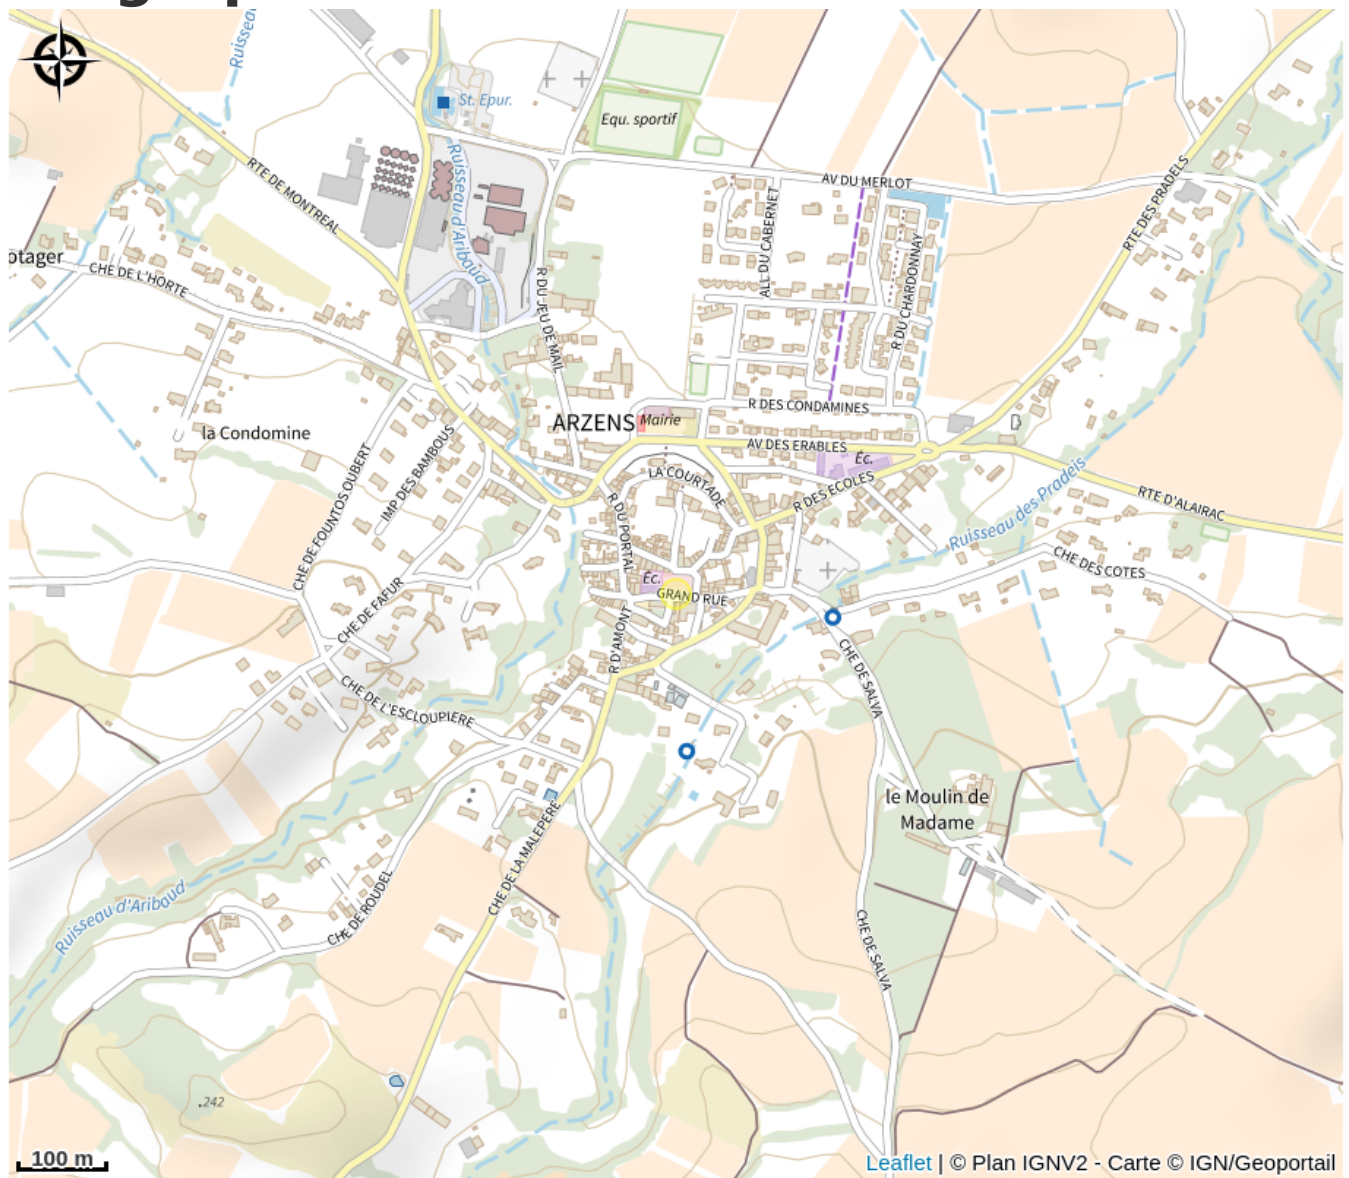 Ruisseau
St. Epur.
Equ. sportif
Ruisseau d'Aribaud
RTE DE MONTREAL
AV DU MERLOT
RTE DES PRADELS
ALL DU CABERNET
R DU CHARDONNAY
otager
CHE DE L'HORTE
R DU JEU DE MAIL
R DES CONDAMINES
ARZENS
Mairie
la Condomine
AV DES ERABLES
Éc.
IMP DES BAMBOUS
CHE DE FOUNTOS OUBERT
LA COURTADE
R DES ECOLES
RTE D'ALAIRAC
Ruisseau des Pradels
R DU PORTAL
CHE DES COTES
Éc.
GRAND RUE
CHE DE FAFUR
R D'AMONT
CHE DE SALVA
CHE DE L'ESCLOUPIERE
le Moulin de
Madame
CHE DE LA MALEPERE
CHE DE ROUDEL
Ruisseau d'Aribaud
CHE DE SALVA
.242
100 m
Leaflet | © Plan IGNV2 - Carte © IGN/Geoportail